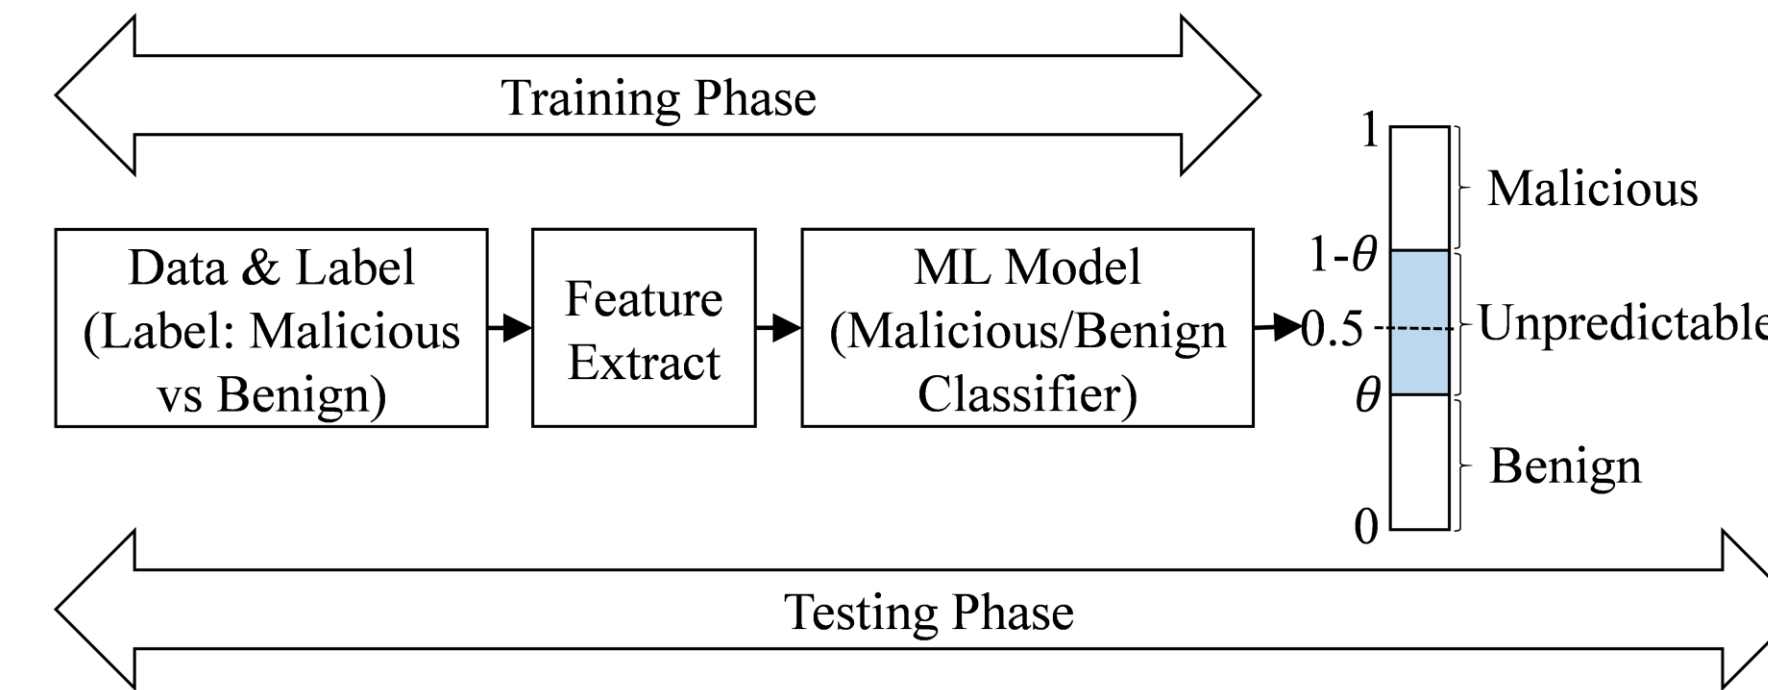 Training Phase
Data & Label
(Label: Malicious
vs Benign)
Feature
Extract
ML Model
(Malicious/Benign
Classifier)
1
1-θ
0.5
θ
0
Malicious
Unpredictable
Benign
Testing Phase